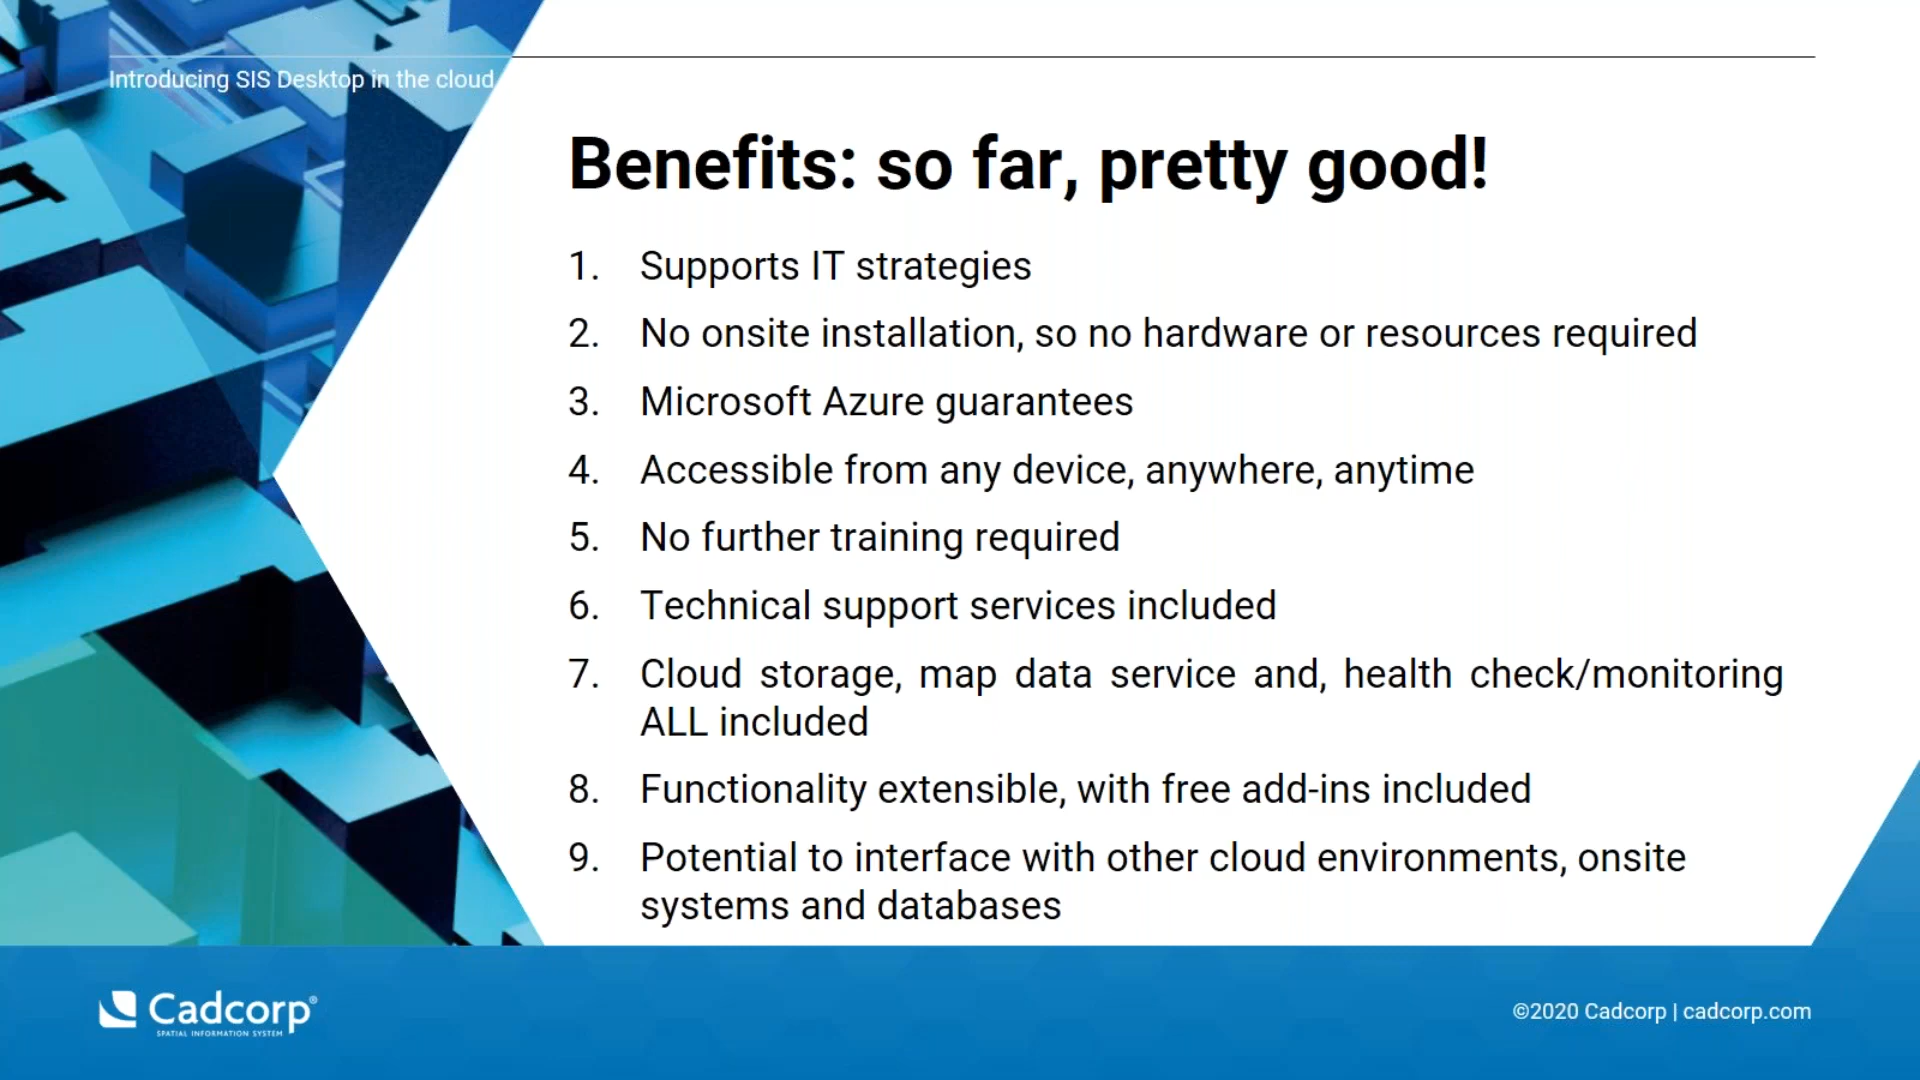 Introducing SIS Desktop in the cloud
Benefits: so far, pretty good!
1. Supports IT strategies
2. No onsite installation, so no hardware or resources required
3. Microsoft Azure guarantees
4. Accessible from any device, anywhere, anytime
5. No further training required
6. Technical support services included
7. Cloud storage, map data service and, health check/monitoring
ALL included
8. Functionality extensible, with free add-ins included
9. Potential to interface with other cloud environments, onsite
systems and databases
Cadcorp®
SPATIAL INFORMATION SYSTEM
©2020 Cadcorp | cadcorp.com